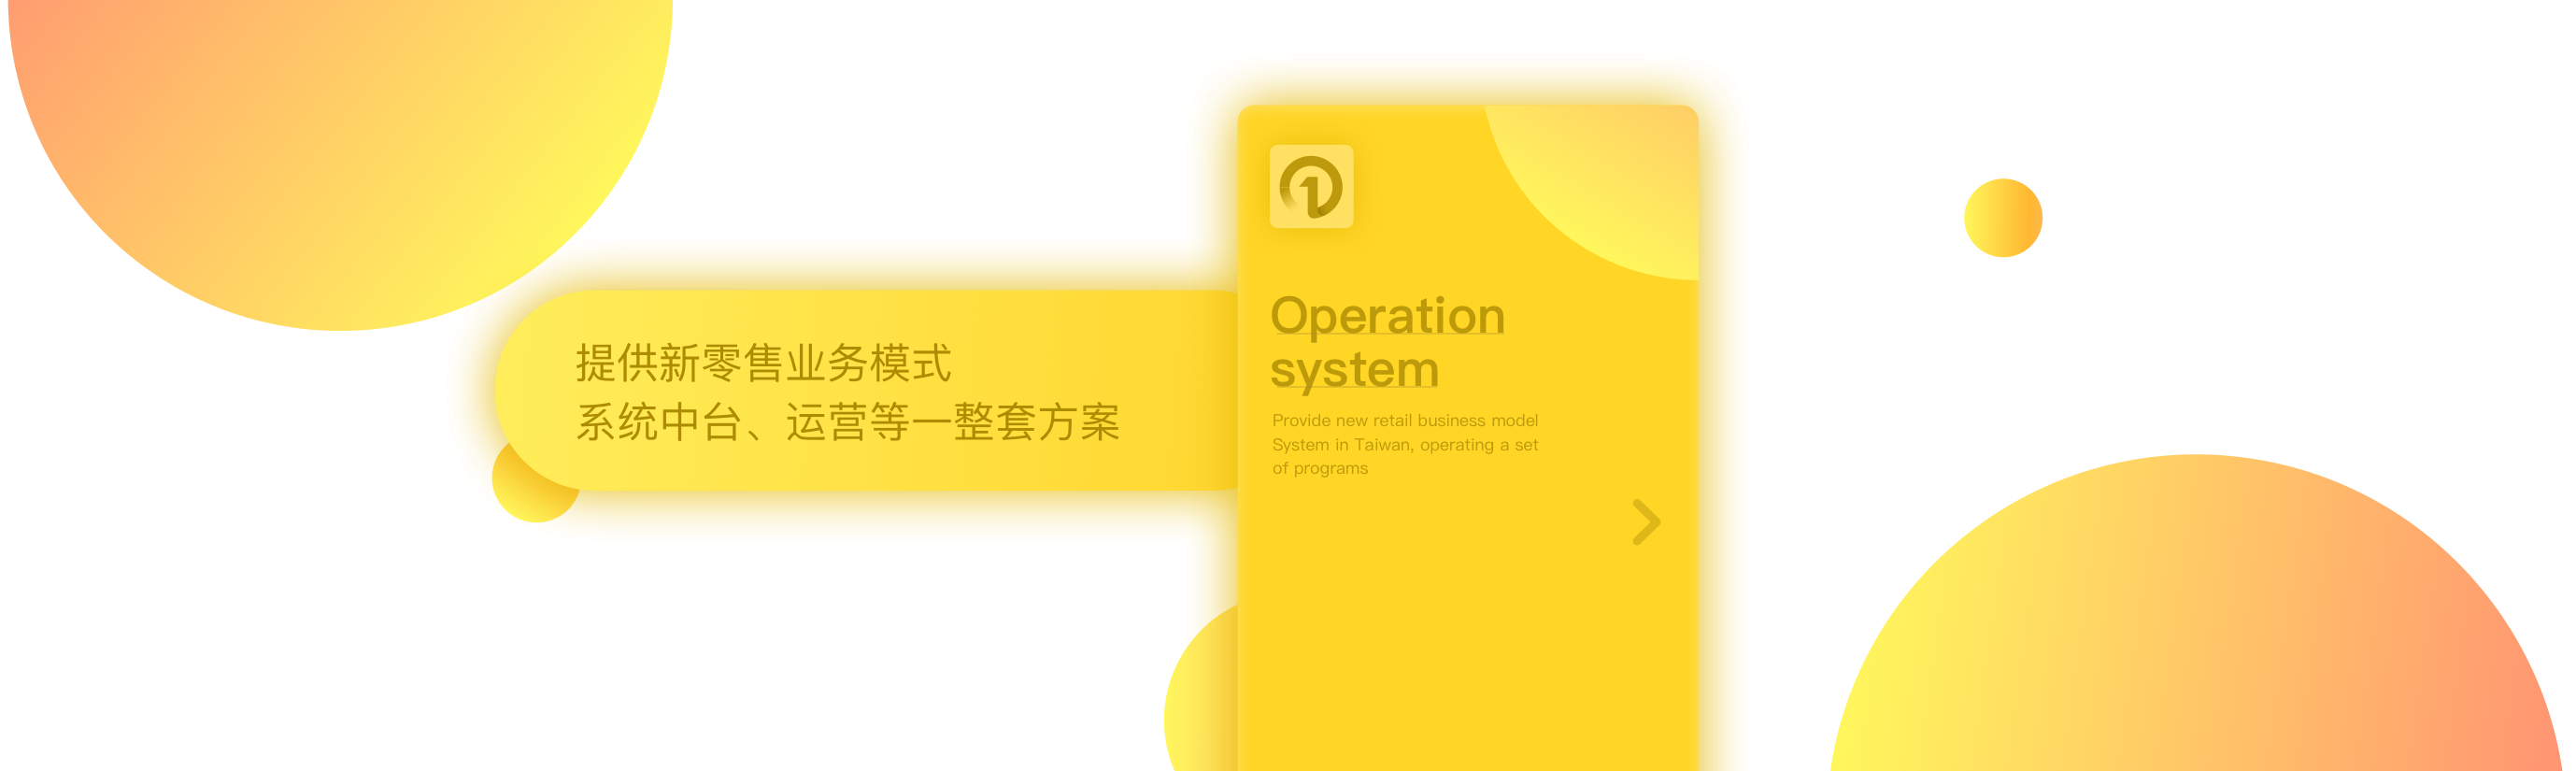 提供新零售业务模式
系统中台、运营等一整套方案
Operation
system
Provide new retail business model
System in Taiwan, operating a set
of programs